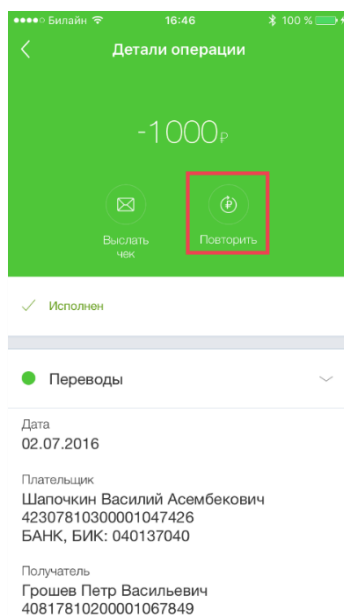 Билайн 16:46 100 %
Детали операции
-1000₽
Выслать
чек
Повторить
Исполнен
Переводы
Дата
02.07.2016
Плательщик
Шапочкин Василий Асембекович
42307810300001047426
БАНК, БИК: 040137040
Получатель
Грошев Петр Васильевич
40817810200001067849